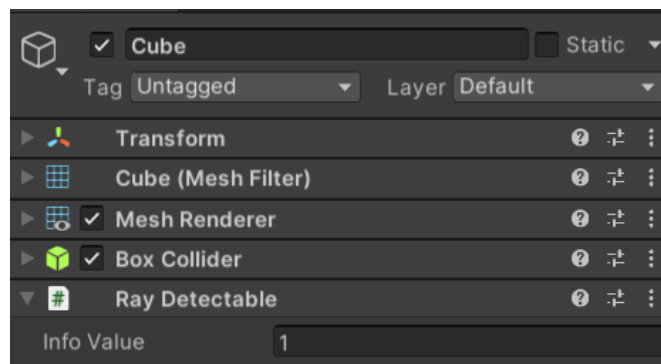 Cube Static
Tag Untagged Layer Default
Transform
Cube (Mesh Filter)
Mesh Renderer
Box Collider
# Ray Detectable
Info Value 1